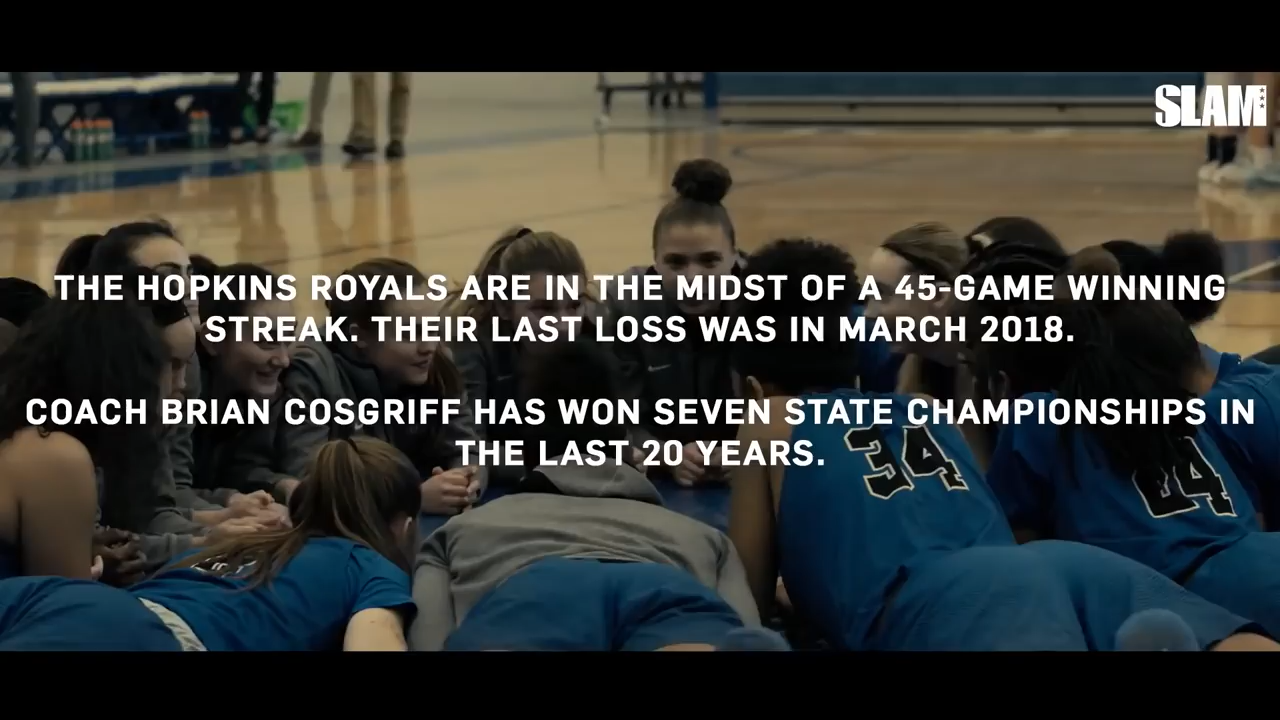 SLAM
THE HOPKINS ROYALS ARE IN THE MIDST OF A 45-GAME WINNING
STREAK. THEIR LAST LOSS WAS IN MARCH 2018.
COACH BRIAN COSGRIFF HAS WON SEVEN STATE CHAMPIONSHIPS IN
THE LAST 20 YEARS.
34